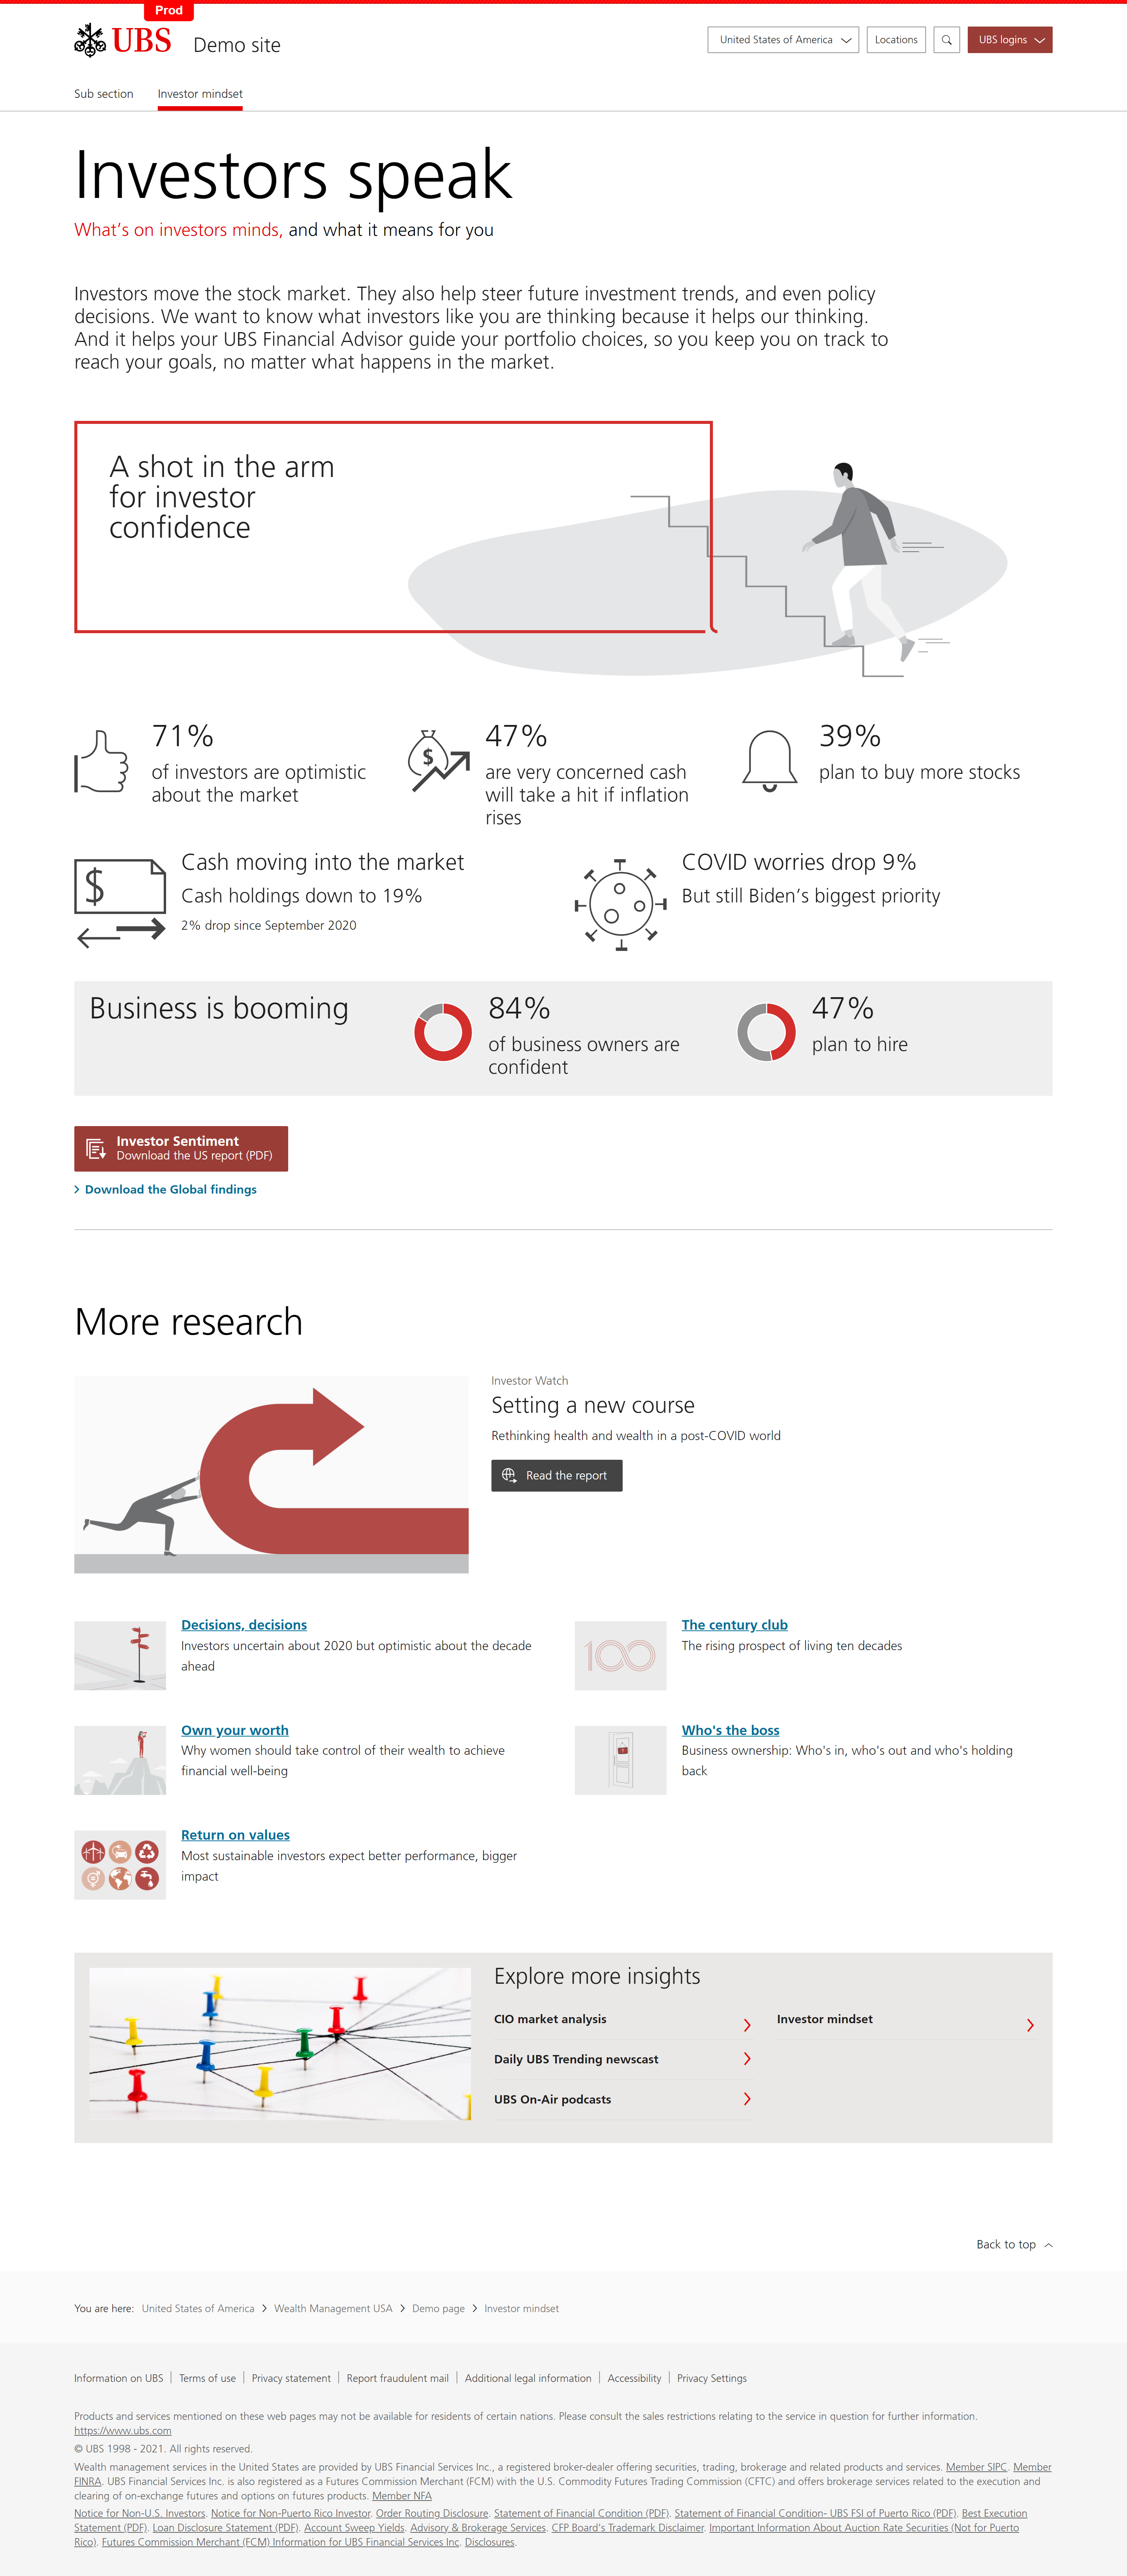 Prod
UBS
Demo site
United States of America
Locations
UBS logins
Sub section
Investor mindset
Investors speak
What's on investors minds, and what it means for you
Investors move the stock market. They also help steer future investment trends, and even policy
decisions. We want to know what investors like you are thinking because it helps our thinking.
And it helps your UBS Financial Advisor guide your portfolio choices, so you keep you on track to
reach your goals, no matter what happens in the market.
A shot in the arm
for investor
confidence
71%
of investors are optimistic
about the market
$
47%
are very concerned cash
will take a hit if inflation
rises
39%
plan to buy more stocks
$
Cash moving into the market
Cash holdings down to 19%
2% drop since September 2020
COVID worries drop 9%
But still Biden's biggest priority
Business is booming
84%
of business owners are
confident
47%
plan to hire
Investor Sentiment
Download the US report (PDF)
Download the Global findings
More research
Investor Watch
Setting a new course
Rethinking health and wealth in a post-COVID world
Read the report
Decisions, decisions
Investors uncertain about 2020 but optimistic about the decade
ahead
100
The century club
The rising prospect of living ten decades
Own your worth
Why women should take control of their wealth to achieve
financial well-being
Who's the boss
Business ownership: Who's in, who's out and who's holding
back
Return on values
Most sustainable investors expect better performance, bigger
impact
Explore more insights
CIO market analysis
Investor mindset
Daily UBS Trending newscast
UBS On-Air podcasts
Back to top
You are here: United States of America > Wealth Management USA > Demo page > Investor mindset
Information on UBS | Terms of use | Privacy statement | Report fraudulent mail | Additional legal information | Accessibility | Privacy Settings
Products and services mentioned on these web pages may not be available for residents of certain nations. Please consult the sales restrictions relating to the service in question for further information.
https://www.ubs.com
© UBS 1998 - 2021. All rights reserved.
Wealth management services in the United States are provided by UBS Financial Services Inc., a registered broker-dealer offering securities, trading, brokerage and related products and services. Member SIPC. Member
FINRA. UBS Financial Services Inc. is also registered as a Futures Commission Merchant (FCM) with the U.S. Commodity Futures Trading Commission (CFTC) and offers brokerage services related to the execution and
clearing of on-exchange futures and options on futures products. Member NFA
Notice for Non-U.S. Investors. Notice for Non-Puerto Rico Investor. Order Routing Disclosure. Statement of Financial Condition (PDF). Statement of Financial Condition- UBS FSI of Puerto Rico (PDF). Best Execution
Statement (PDF). Loan Disclosure Statement (PDF). Account Sweep Yields. Advisory & Brokerage Services. CFP Board's Trademark Disclaimer. Important Information About Auction Rate Securities (Not for Puerto
Rico). Futures Commission Merchant (FCM) Information for UBS Financial Services Inc. Disclosures.